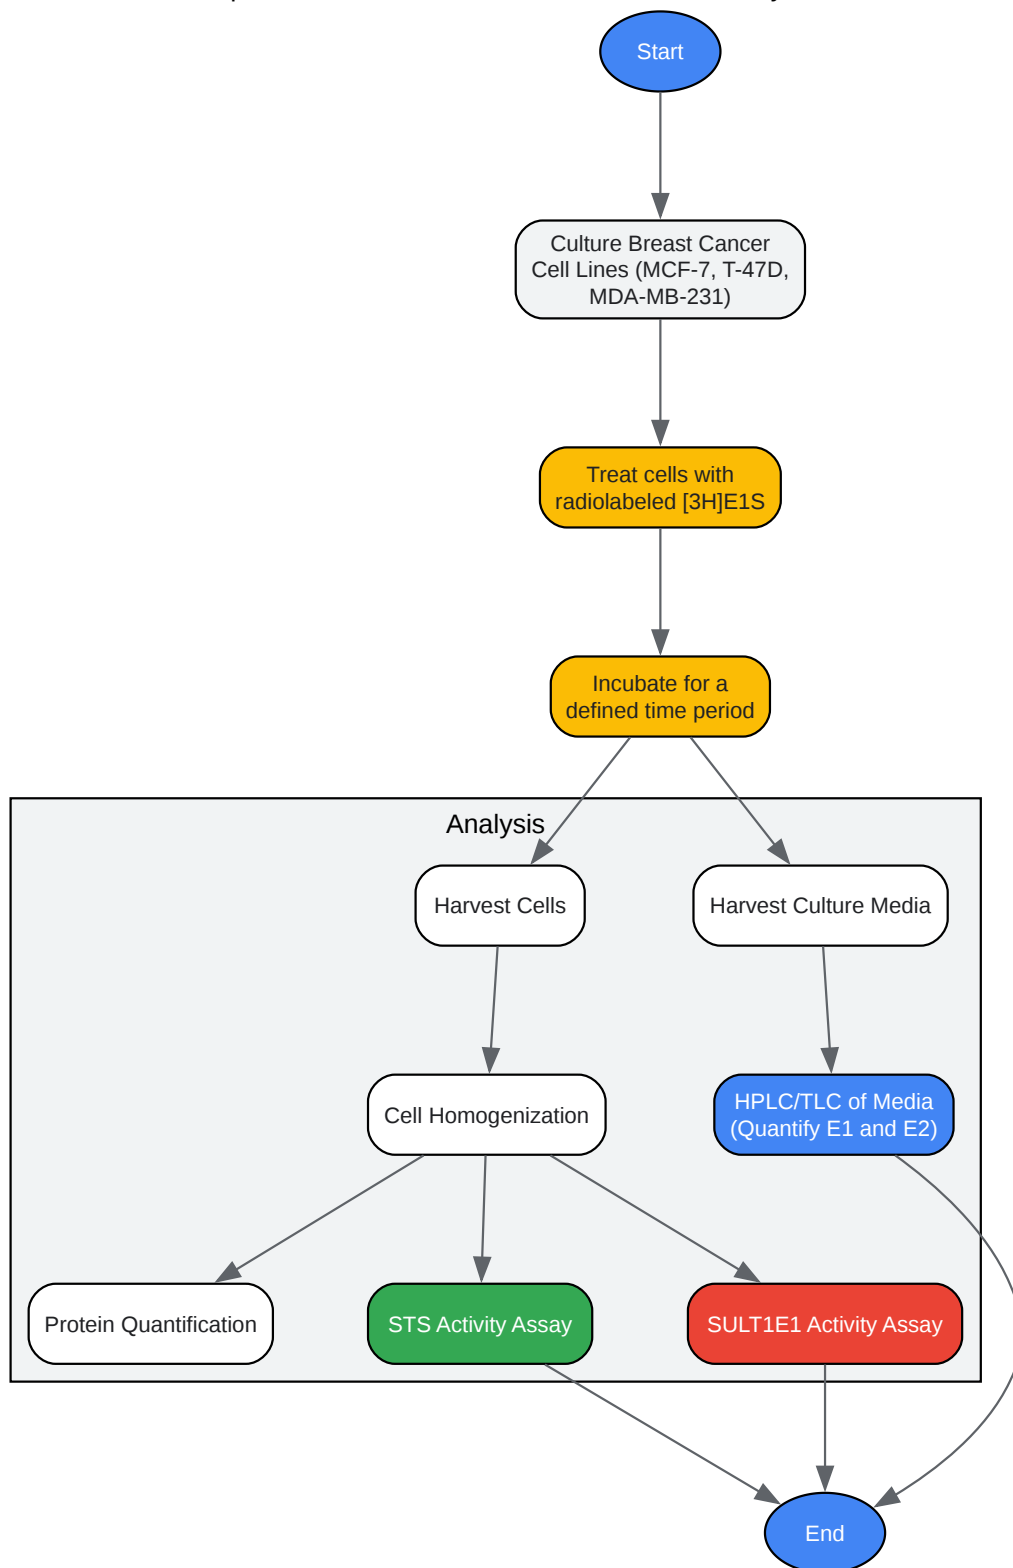 Start
Culture Breast Cancer
Cell Lines (MCF-7, T-47D,
MDA-MB-231)
Treat cells with
radiolabeled [3H]E1S
Incubate for a
defined time period
Analysis
Harvest Cells
Harvest Culture Media
Cell Homogenization
HPLC/TLC of Media
(Quantify E1 and E2)
Protein Quantification
STS Activity Assay
SULT1E1 Activity Assay
End